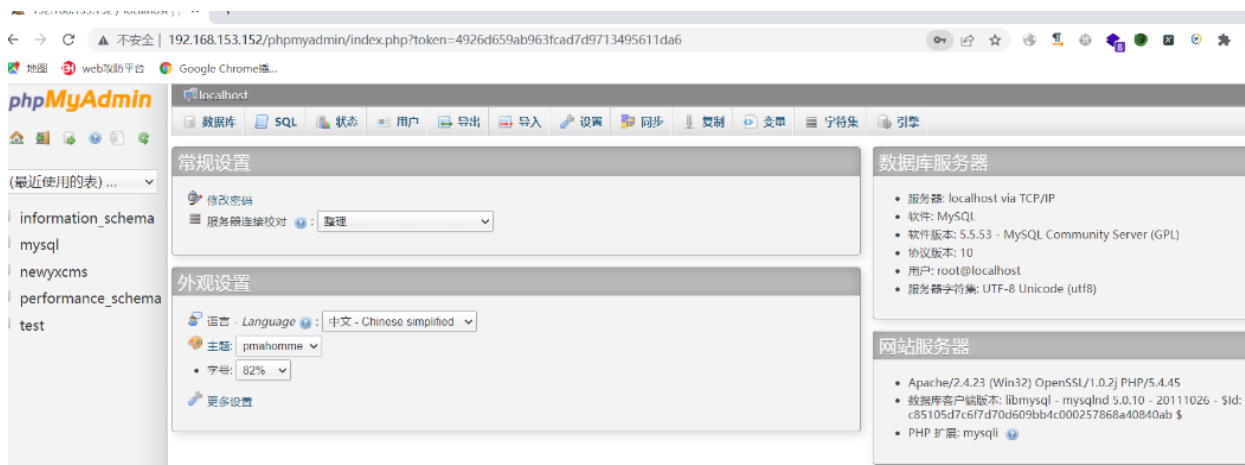 192.168.153.152 / localhost
不安全 | 192.168.153.152/phpmyadmin/index.php?token=4926d659ab963fcad7d9713495611da6
地图 web攻防平台 Google Chrome插...
phpMyAdmin
localhost
数据库 SQL 状态 用户 导出 导入 设置 同步 复制 变量 字符集 引擎
(最近使用的表) ...
information_schema
mysql
newyxcms
performance_schema
test
常规设置
修改密码
服务器连接校对 : 整理
外观设置
语言 - Language : 中文 - Chinese simplified
主题: pmahomme
• 字号: 82%
更多设置
数据库服务器
• 服务器: localhost via TCP/IP
• 软件: MySQL
• 软件版本: 5.5.53 - MySQL Community Server (GPL)
• 协议版本: 10
• 用户: root@localhost
• 服务器字符集: UTF-8 Unicode (utf8)
网站服务器
• Apache/2.4.23 (Win32) OpenSSL/1.0.2j PHP/5.4.45
• 数据库客户端版本: libmysql - mysqlnd 5.0.10 - 20111026 - $Id:
c85105d7c6f7d70d609bb4c000257868a40840ab $
• PHP 扩展: mysqli